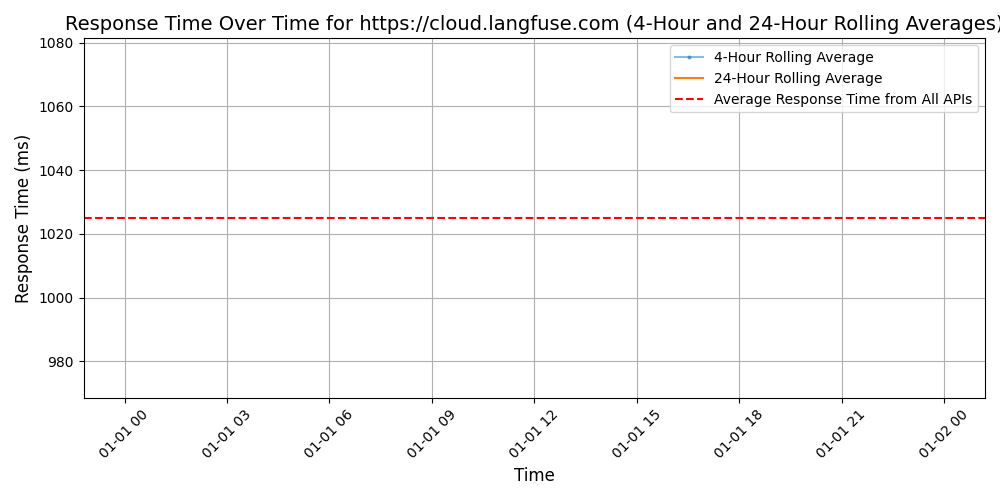 Response Time Over Time for https://cloud.langfuse.com (4-Hour and 24-Hour Rolling Averages)
4-Hour Rolling Average
24-Hour Rolling Average
Average Response Time from All APIs
Response Time (ms)
1080
1060
1040
1020
1000
980
01-01 00
01-01 03
01-01 06
01-01 09
01-01 12
01-01 15
01-01 18
01-01 21
01-02 00
Time